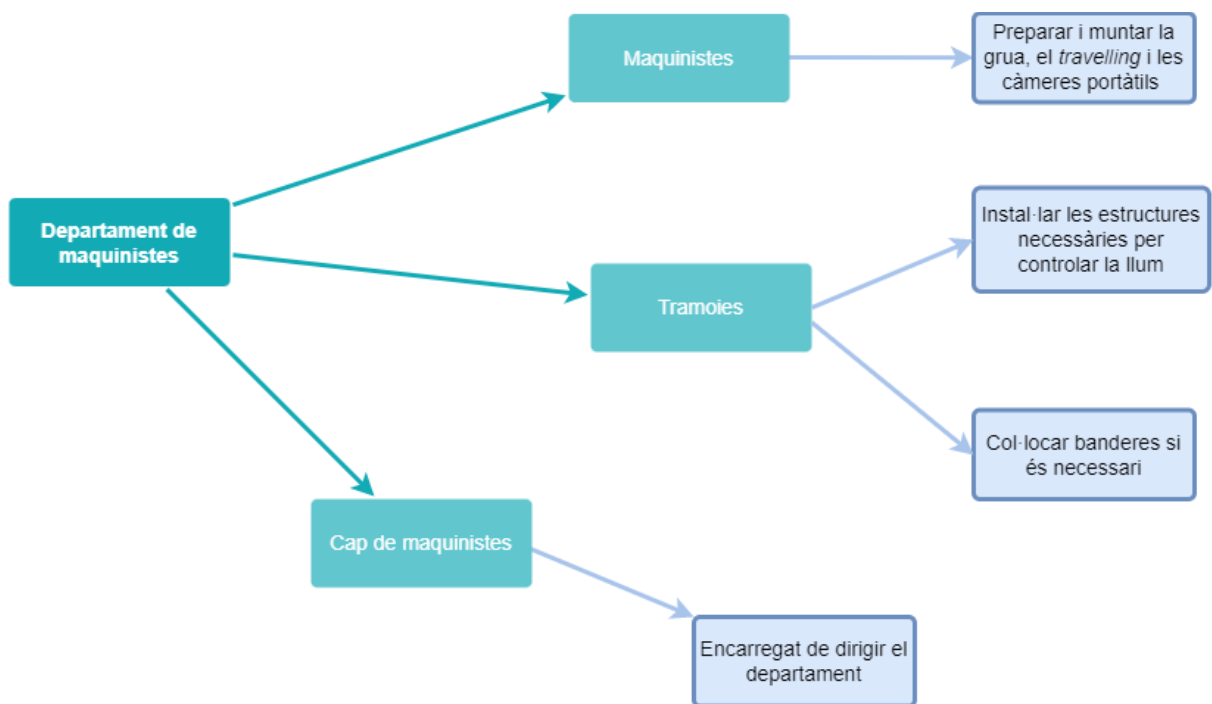 Maquinistes
Preparar i muntar la
grua, el travelling i les
càmeres portàtils
Departament de
maquinistes
Tramoies
Instal·lar les estructures
necessàries per
controlar la llum
Col·locar banderes si
és necessari
Cap de maquinistes
Encarregat de dirigir el
departament